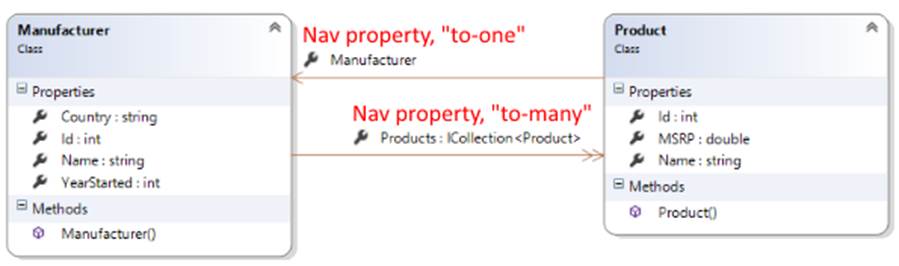 Manufacturer
Class
Properties
Country : string
Id : int
Name : string
YearStarted : int
Methods
Manufacturer()
Nav property, "to-one"
Manufacturer
Nav property, "to-many"
Products : ICollection<Product>
Product
Class
Properties
Id : int
MSRP : double
Name : string
Methods
Product()